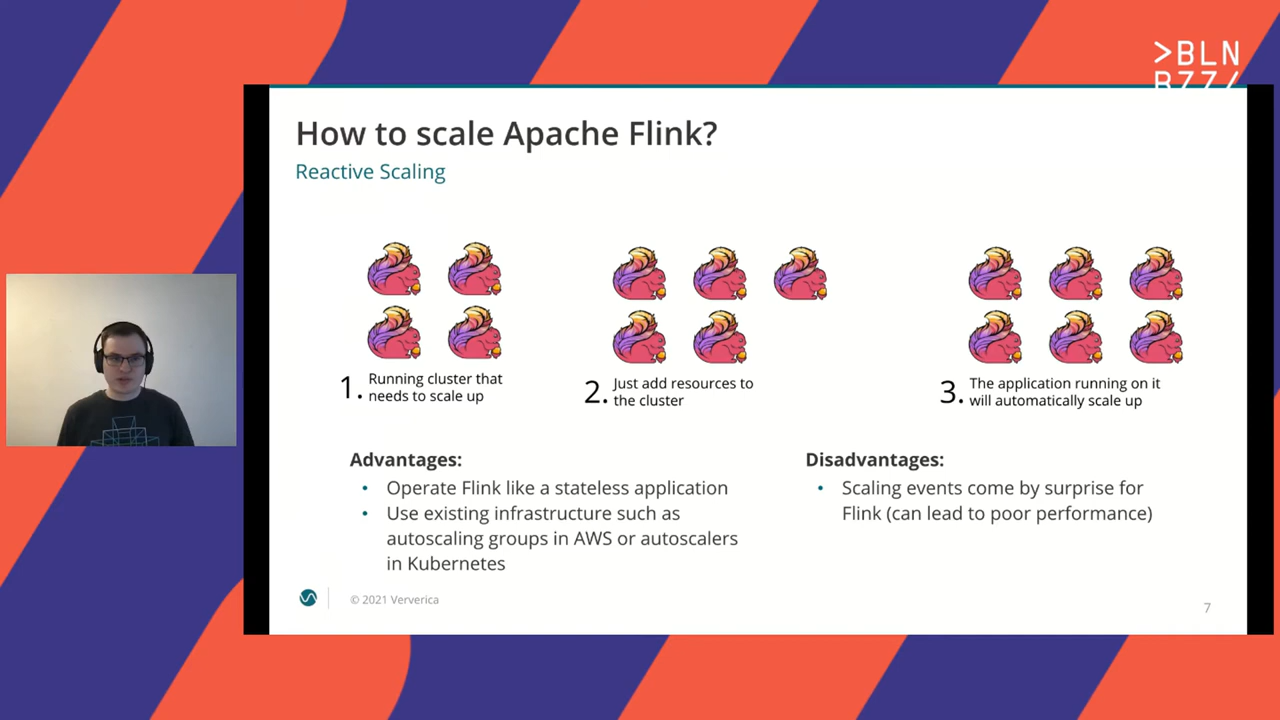 >BLN
BZZ/
How to scale Apache Flink?
Reactive Scaling
1. Running cluster that
needs to scale up
2. Just add resources to
the cluster
3. The application running on it
will automatically scale up
Advantages:
• Operate Flink like a stateless application
• Use existing infrastructure such as
autoscaling groups in AWS or autoscalers
in Kubernetes
Disadvantages:
• Scaling events come by surprise for
Flink (can lead to poor performance)
© 2021 Ververica
7